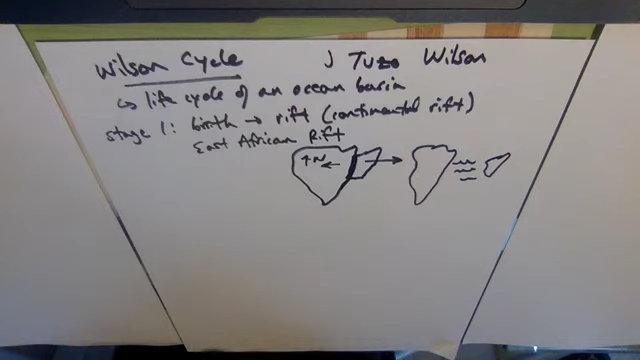 Wilson Cycle J Tuzo Wilson
↳ life cycle of an ocean basin
stage 1: birth → rift (continental rift)
East African Rift
↑N